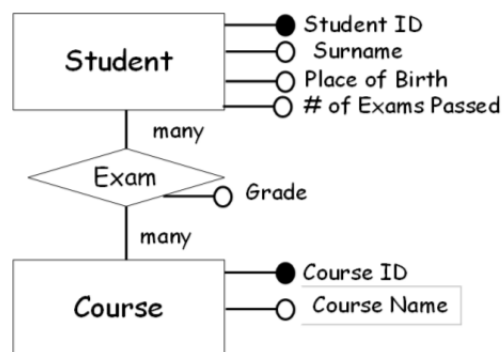 Student
Student ID
Surname
Place of Birth
# of Exams Passed
many
Exam
Grade
many
Course
Course ID
Course Name